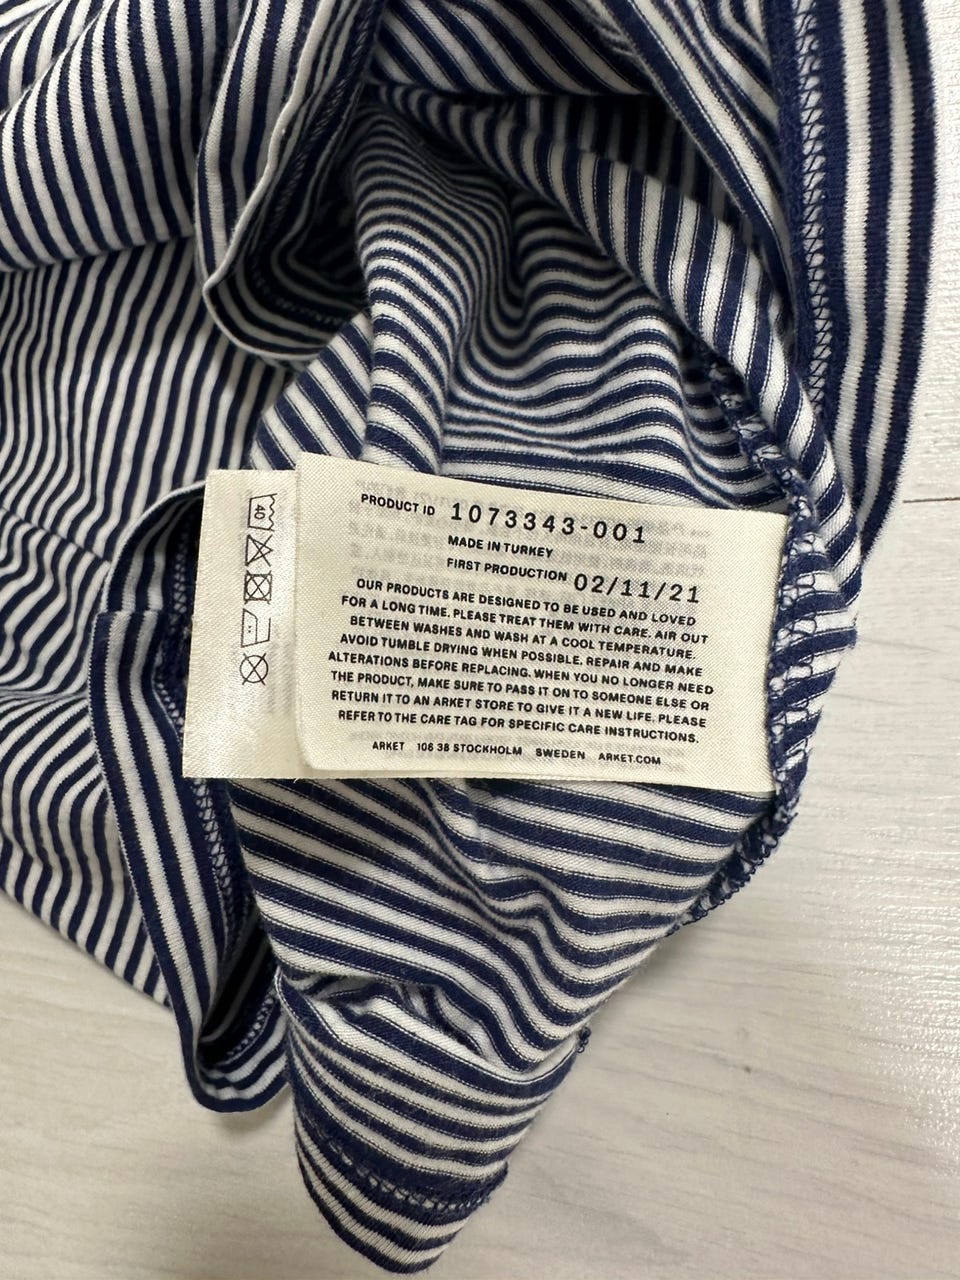 40
PRODUCT ID 1073343-001
MADE IN TURKEY
FIRST PRODUCTION 02/11/21
OUR PRODUCTS ARE DESIGNED TO BE USED AND LOVED
FOR A LONG TIME. PLEASE TREAT THEM WITH CARE. AIR OUT
BETWEEN WASHES AND WASH AT A COOL TEMPERATURE.
AVOID TUMBLE DRYING WHEN POSSIBLE. REPAIR AND MAKE
ALTERATIONS BEFORE REPLACING. WHEN YOU NO LONGER NEED
THE PRODUCT, MAKE SURE TO PASS IT ON TO SOMEONE ELSE OR
RETURN IT TO AN ARKET STORE TO GIVE IT A NEW LIFE. PLEASE
REFER TO THE CARE TAG FOR SPECIFIC CARE INSTRUCTIONS.
ARKET 106 38 STOCKHOLM SWEDEN ARKET.COM